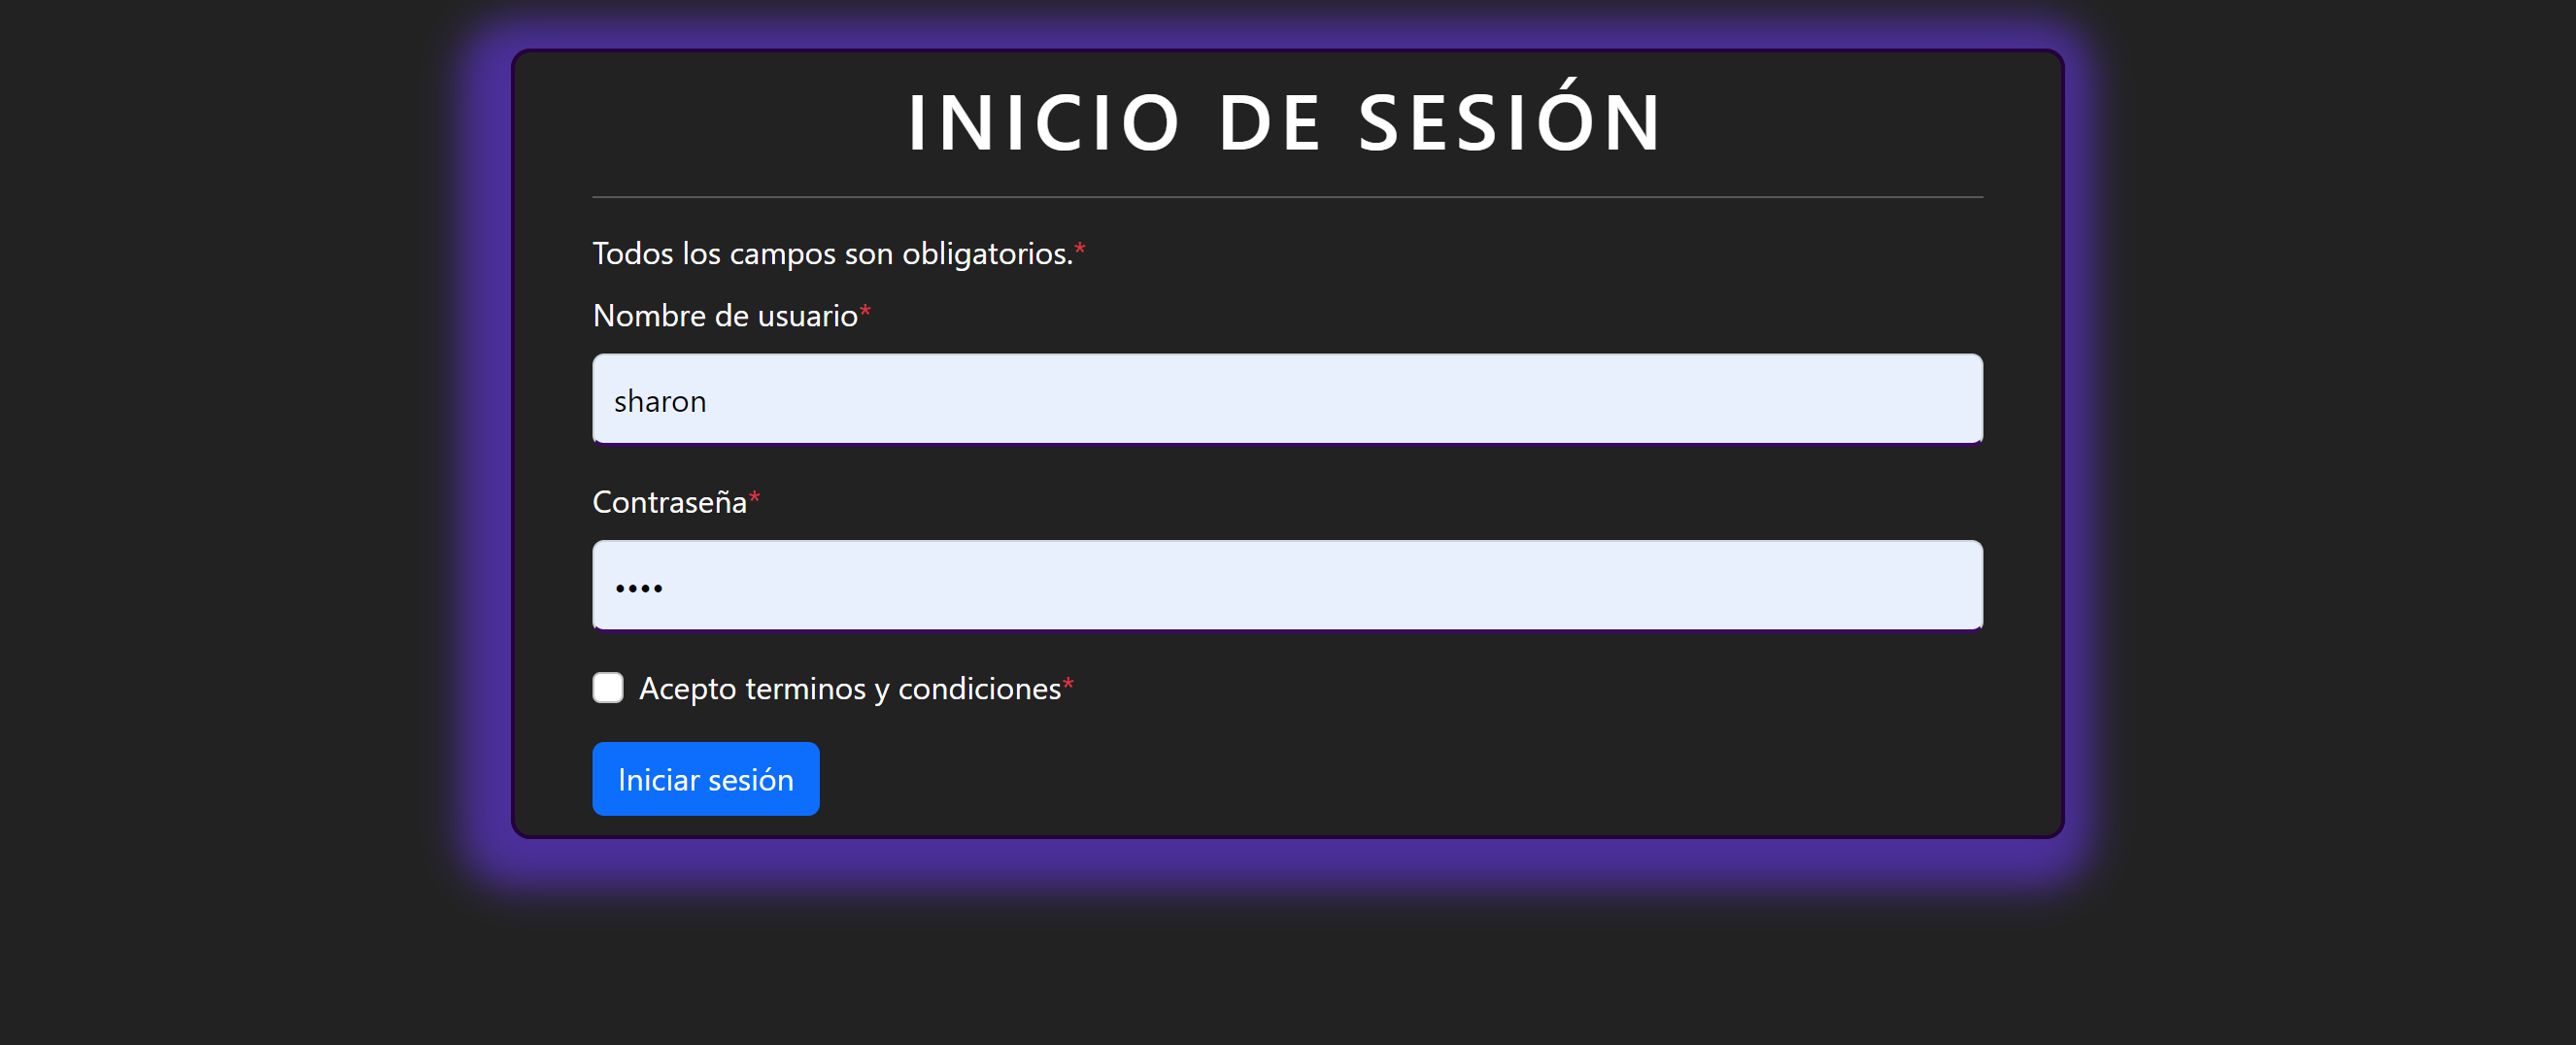 INICIO DE SESIÓN
Todos los campos son obligatorios.*
Nombre de usuario*
sharon
Contraseña*
••••
Acepto terminos y condiciones*
Iniciar sesión